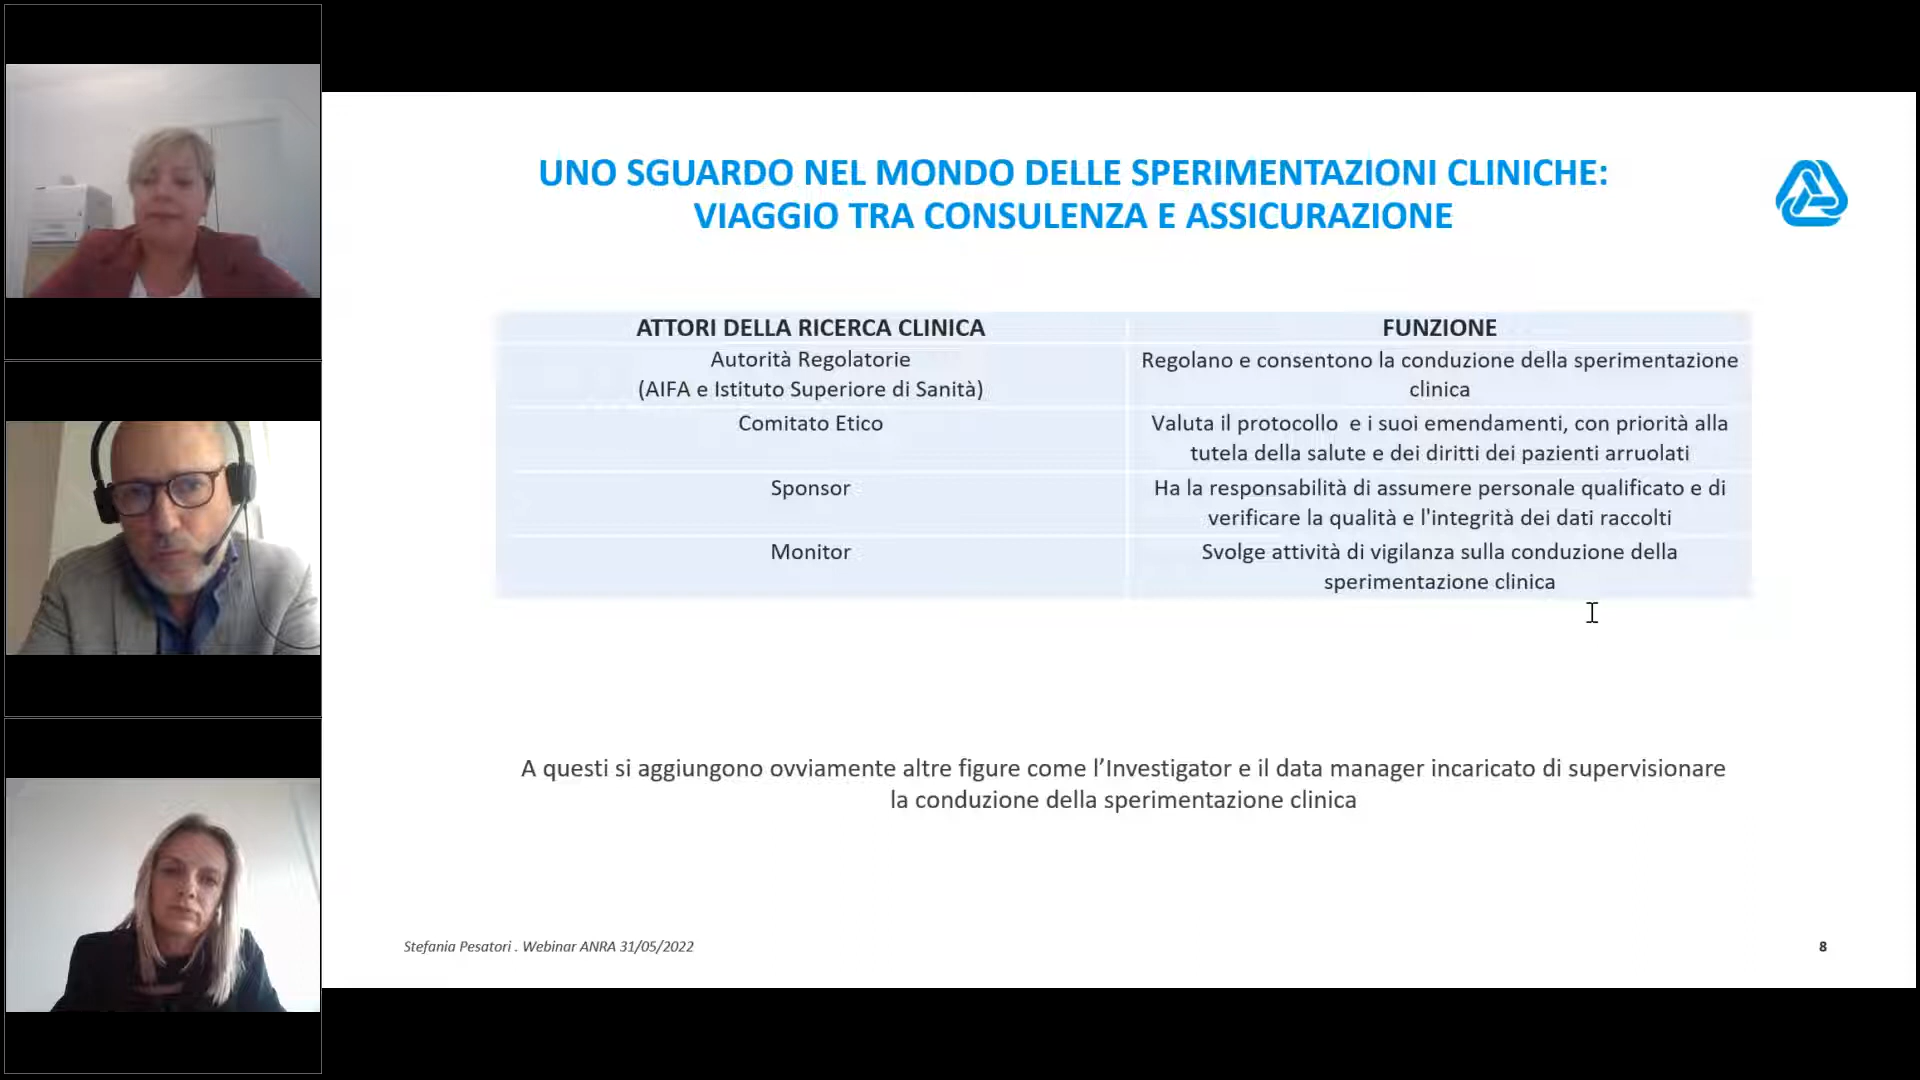 UNO SGUARDO NEL MONDO DELLE SPERIMENTAZIONI CLINICHE:
VIAGGIO TRA CONSULENZA E ASSICURAZIONE
ATTORI DELLA RICERCA CLINICA
FUNZIONE
Autorità Regolatorie
(AIFA e Istituto Superiore di Sanità)
Regolano e consentono la conduzione della sperimentazione
clinica
Comitato Etico
Valuta il protocollo e i suoi emendamenti, con priorità alla
tutela della salute e dei diritti dei pazienti arruolati
Sponsor
Ha la responsabilità di assumere personale qualificato e di
verificare la qualità e l'integrità dei dati raccolti
Monitor
Svolge attività di vigilanza sulla conduzione della
sperimentazione clinica
A questi si aggiungono ovviamente altre figure come l’Investigator e il data manager incaricato di supervisionare
la conduzione della sperimentazione clinica
Stefania Pesatori . Webinar ANRA 31/05/2022
8